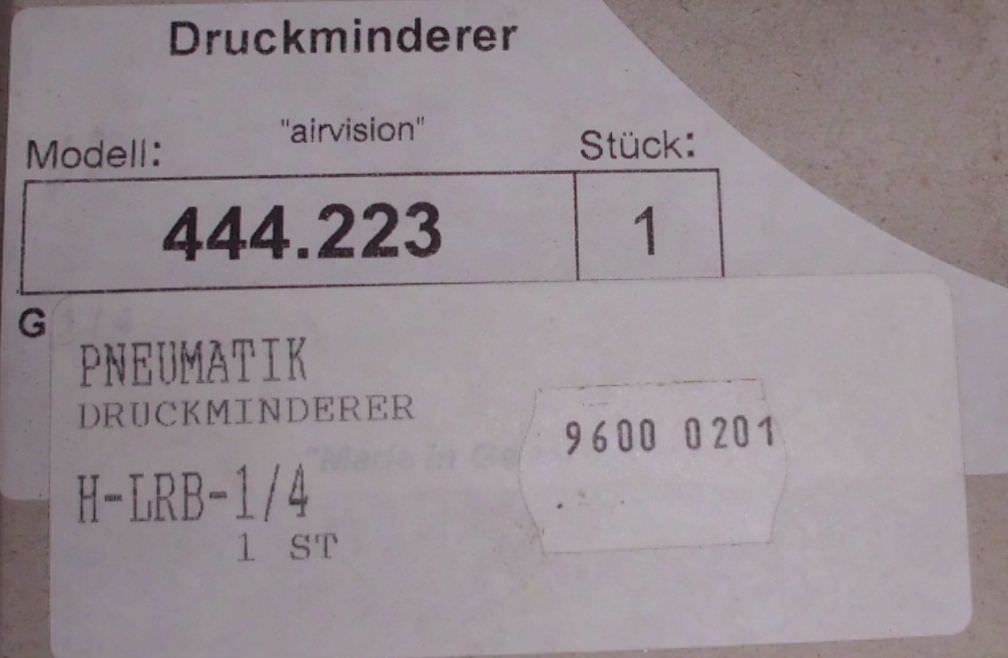 Druckminderer
"airvision"
Modell:
Stück:
444.223
1
G
PNEUMATIK
DRUCKMINDERER
9600 0201
H-LRB-1/4
1 ST